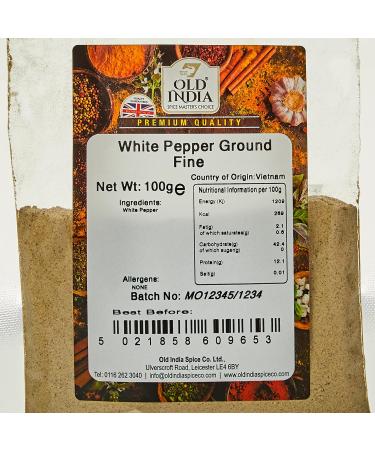 OLD
INDIA
SPICE MASTER'S CHOICE
PREMIUM QUALITY
White Pepper Ground
Fine
Country of Origin:Vietnam
Net Wt: 100g e
Ingredients:
White Pepper
Nutritional Information per 100g
Energy (Kj) 1209
Kcal 289
Fat(g) 2.1
of which saturates(g) 0.6
Carbohydrate(g) 42.4
of which sugars(g) 0
Protein(g) 12.1
Salt(g) 0.01
Allergens:
NONE
Batch No: MO12345/1234
Best Before:
5 021858 609653
Old India Spice Co. Ltd.,
Ulverscroft Road, Leicester LE4 6BY
Tel: 0116 262 3040 | info@oldindiaspiceco.com | www.oldindiaspiceco.com